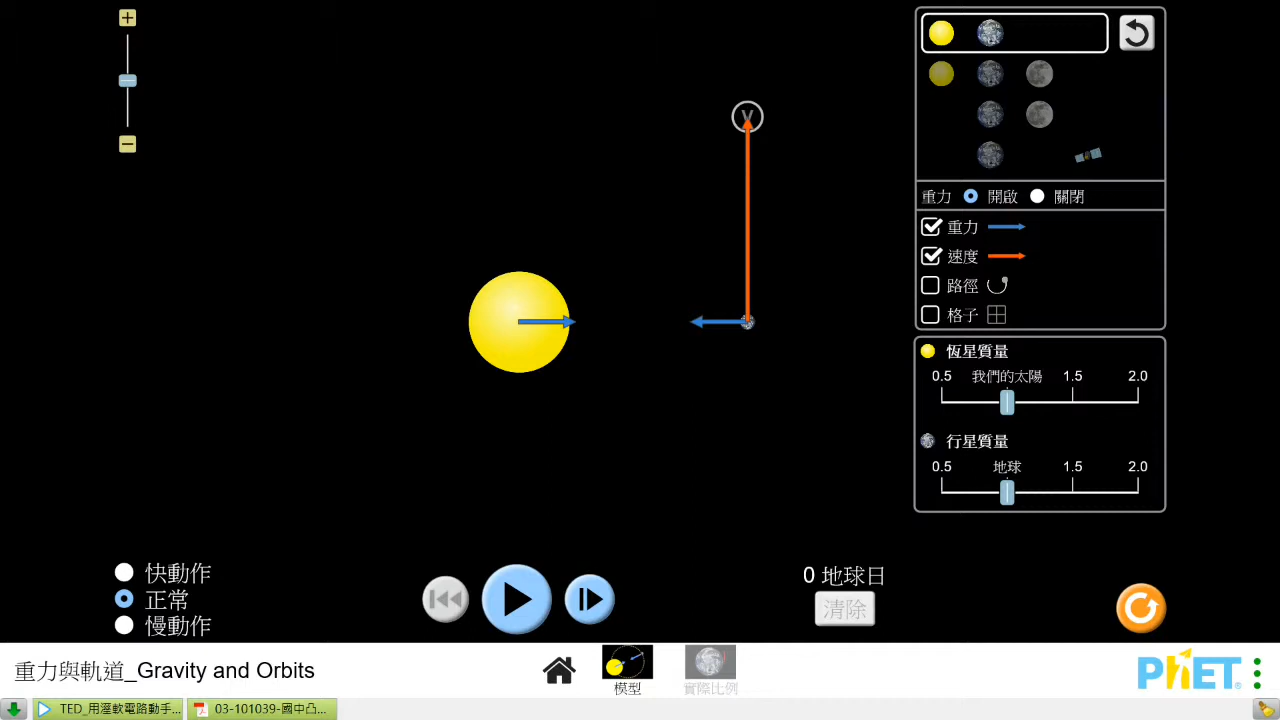 V
重力 開啟 關閉
重力
速度
路徑
格子
恆星質量
0.5 我們的太陽 1.5 2.0
行星質量
0.5 地球 1.5 2.0
快動作
正常
慢動作
0 地球日
清除
重力與軌道_Gravity and Orbits
模型
實際比例
PhET
TED_用灌軟電路動手...
03-101039-國中凸...